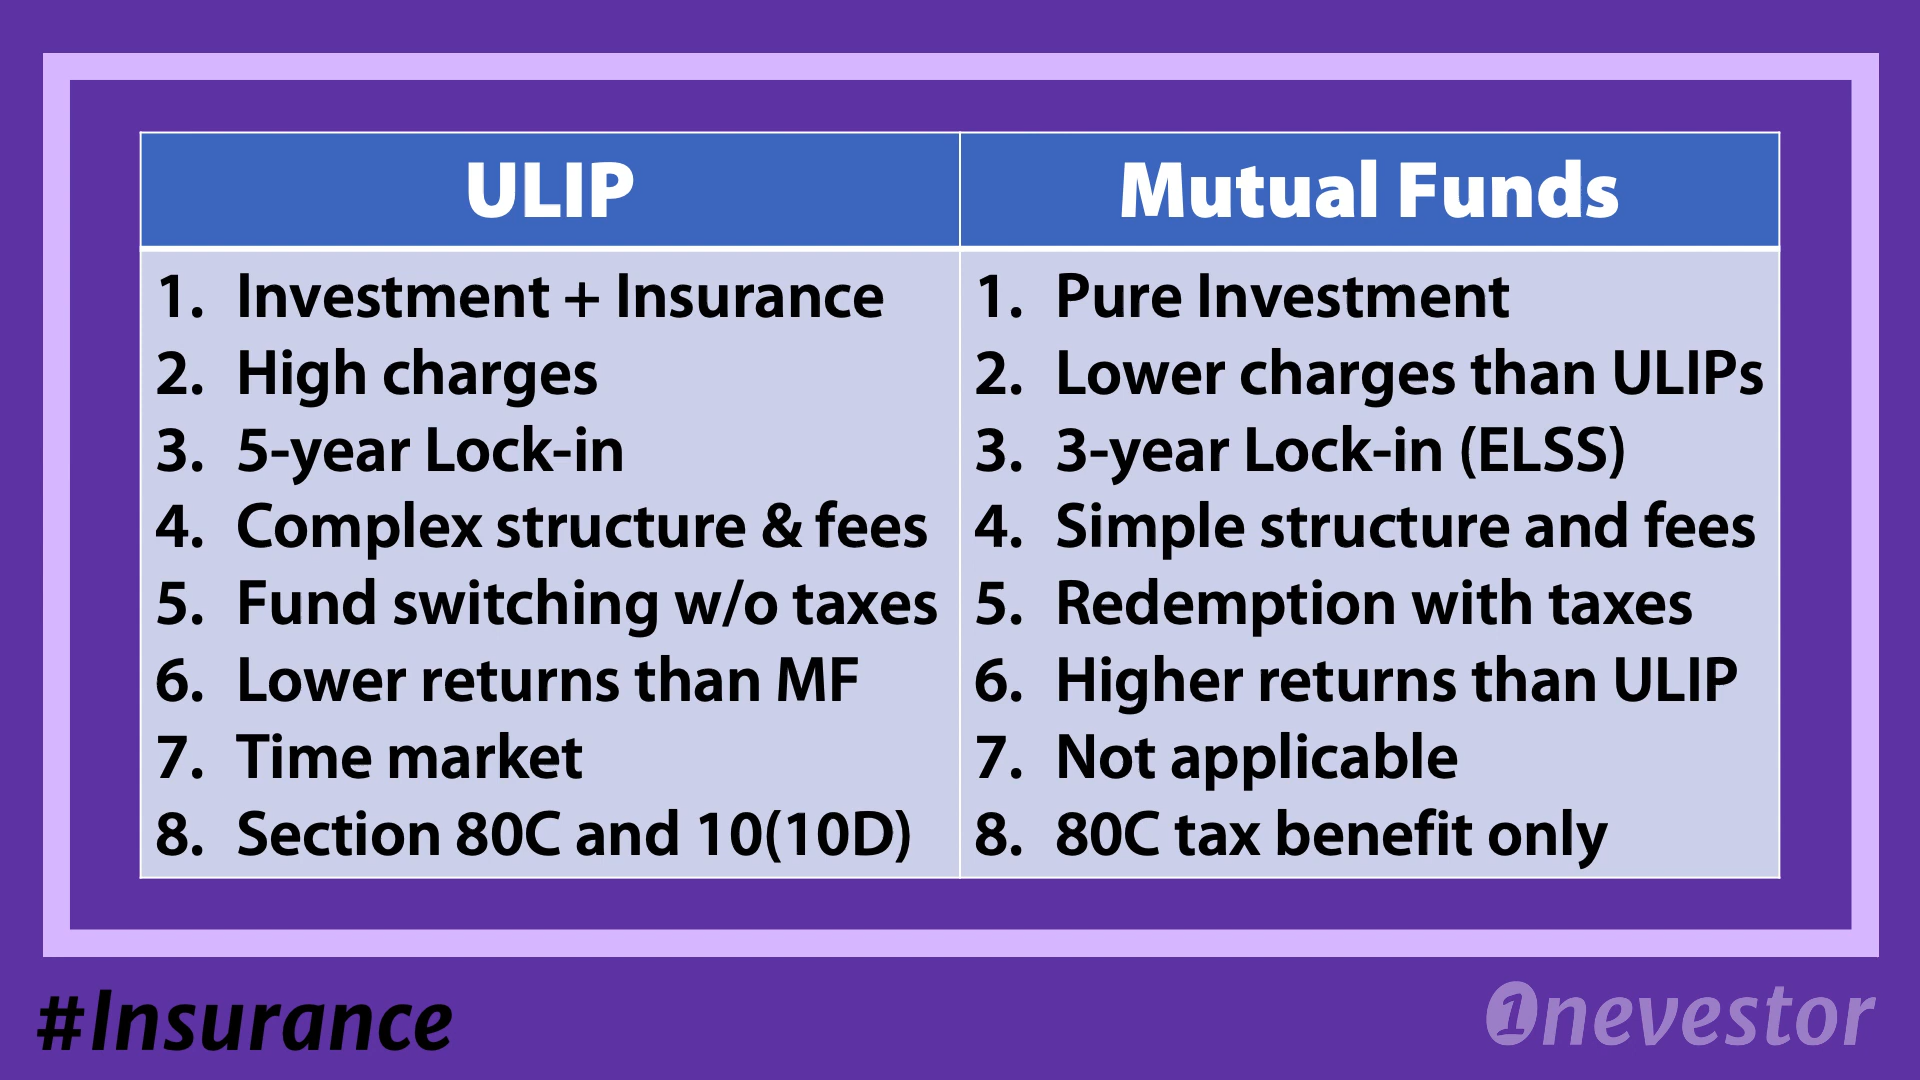 ULIP
Mutual Funds
1. Investment + Insurance
2. High charges
3. 5-year Lock-in
4. Complex structure & fees
5. Fund switching w/o taxes
6. Lower returns than MF
7. Time market
8. Section 80C and 10(10D)
1. Pure Investment
2. Lower charges than ULIPs
3. 3-year Lock-in (ELSS)
4. Simple structure and fees
5. Redemption with taxes
6. Higher returns than ULIP
7. Not applicable
8. 80C tax benefit only
#Insurance
1nevestor